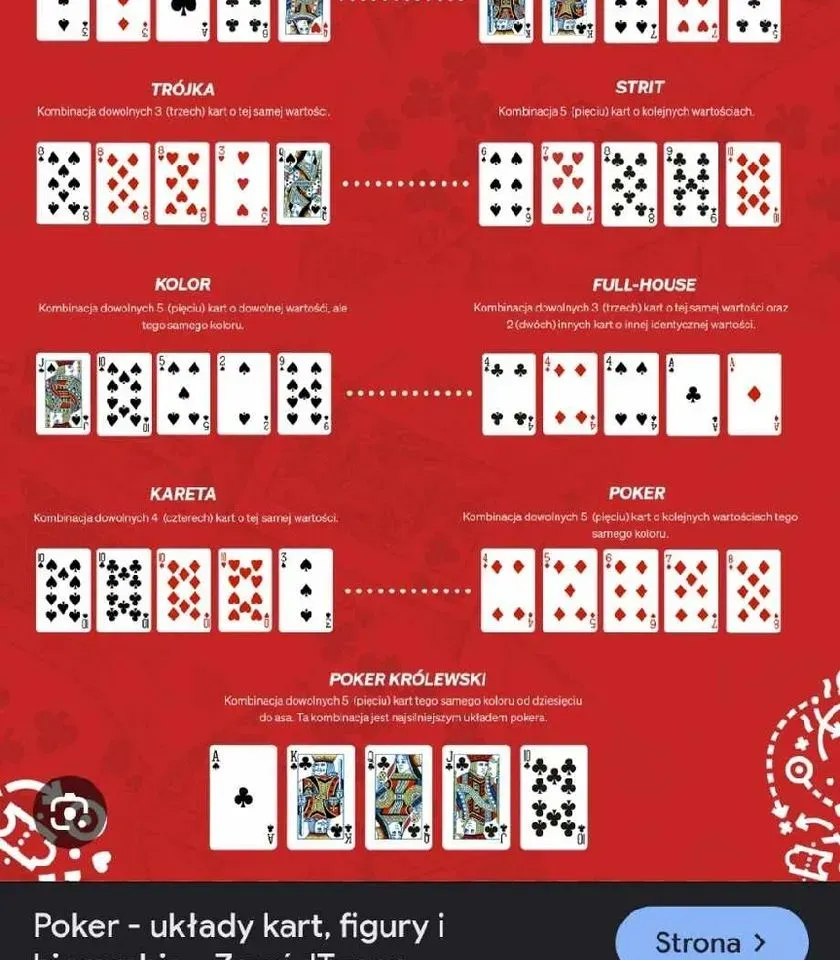 TRÓJKA
Kombinacja dowolnych 3 (trzech) kart o tej samej wartości.
STRIT
Kombinacja 5 (pięciu) kart o kolejnych wartościach.
KOLOR
Kombinacja dowolnych 5 (pięciu) kart o dowolnej wartości, ale
tego samego koloru.
FULL-HOUSE
Kombinacja dowolnych 3 (trzech) kart o tej samej wartości oraz
2 (dwóch) innych kart o innej identycznej wartości.
KARETA
Kombinacja dowolnych 4 (czterech) kart o tej samej wartości.
POKER
Kombinacja dowolnych 5 (pięciu) kart o kolejnych wartościach tego
samego koloru.
POKER KRÓLEWSKI
Kombinacja dowolnych 5 (pięciu) kart tego samego koloru od dziesięciu
do asa. Ta kombinacja jest najsilniejszym układem pokera.
Poker - układy kart, figury i
Strona